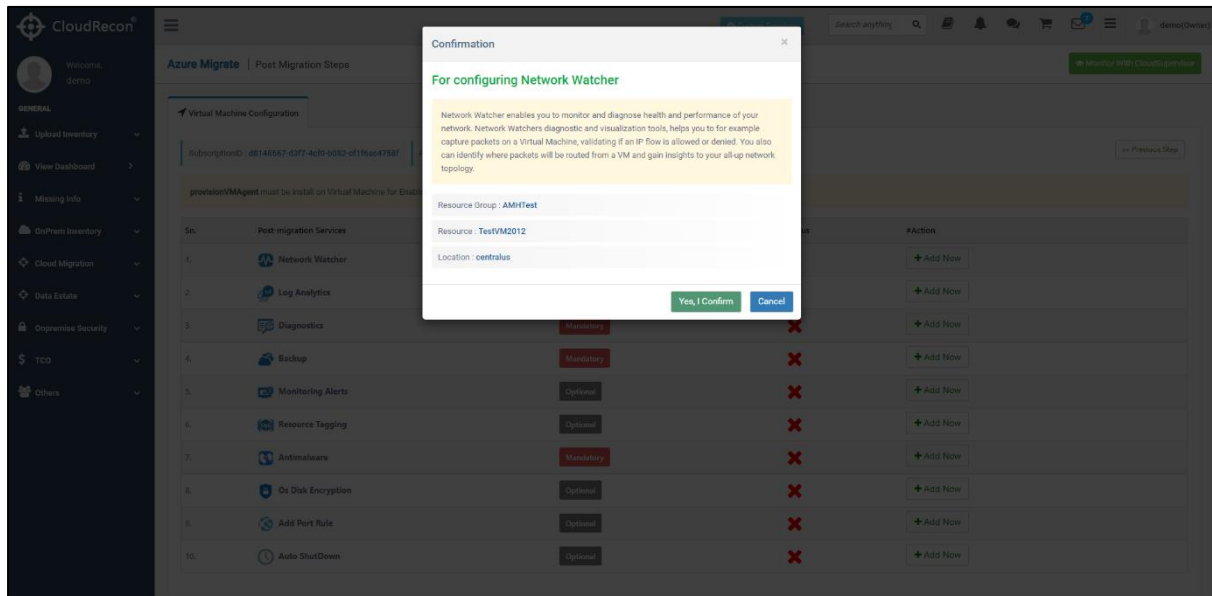 CloudRecon®
Search anything
1
demo(Owner)
Welcome,
demo
Azure Migrate | Post Migration Steps
Monitor With CloudSupervisor
GENERAL
Upload Inventory
View Dashboard
Missing Info
OnPrem Inventory
Cloud Migration
Data Estate
Onpremise Security
TCO
Others
Virtual Machine Configuration
SubscriptionID :
<< Previous Step
provisionVMAgent must be install on Virtual Machine for
Sn. Post-migration Services #Action
1. Network Watcher + Add Now
2. Log Analytics + Add Now
3. Diagnostics Mandatory + Add Now
4. Backup Mandatory + Add Now
5. Monitoring Alerts Optional + Add Now
6. Resource Tagging Optional + Add Now
7. Antimalware Mandatory + Add Now
8. Os Disk Encryption Optional + Add Now
9. Add Port Rule Optional + Add Now
10. Auto ShutDown Optional + Add Now
Confirmation ×
For configuring Network Watcher
Network Watcher enables you to monitor and diagnose health and performance of your
network. Network Watchers diagnostic and visualization tools, helps you to for example
capture packets on a Virtual Machine, validating if an IP flow is allowed or denied. You also
can identify where packets will be routed from a VM and gain insights to your all-up network
topology.
Resource Group : AMHTest
Resource : TestVM2012
Location : centralus
Yes, I Confirm
Cancel